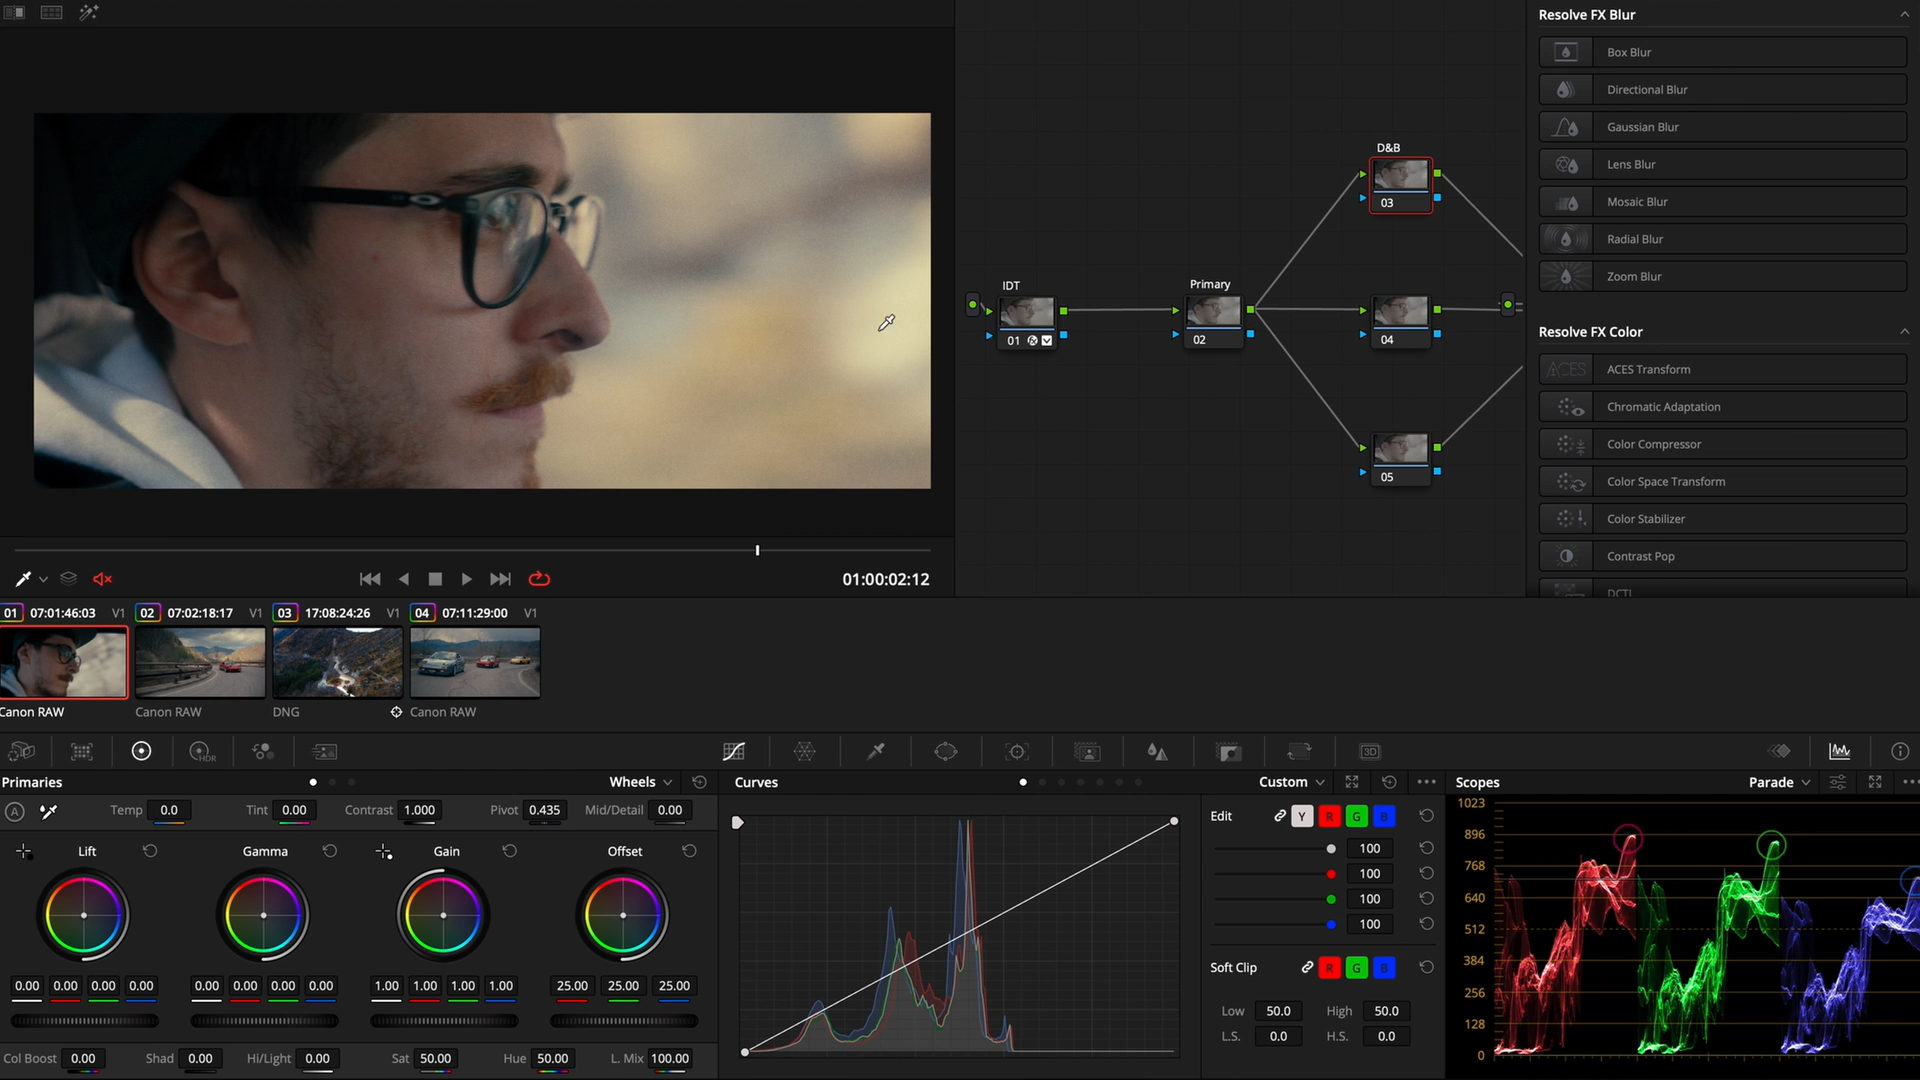 Resolve FX Blur
Box Blur
Directional Blur
Gaussian Blur
Lens Blur
Mosaic Blur
Radial Blur
Zoom Blur
Resolve FX Color
ACES
ACES Transform
Chromatic Adaptation
Color Compressor
Color Space Transform
Color Stabilizer
Contrast Pop
DCTL
D&B
03
IDT
01
Primary
02
04
05
01:00:02:12
01 07:01:46:03 V1 02 07:02:18:17 V1 03 17:08:24:26 V1 04 07:11:29:00 V1
Canon RAW Canon RAW DNG Canon RAW
HDR 3D
Primaries Wheels
A Temp 0.0 Tint 0.00 Contrast 1.000 Pivot 0.435 Mid/Detail 0.00
Lift Gamma Gain Offset
0.00 0.00 0.00 0.00 0.00 0.00 0.00 0.00 1.00 1.00 1.00 1.00 25.00 25.00 25.00
Col Boost 0.00 Shad 0.00 Hi/Light 0.00 Sat 50.00 Hue 50.00 L. Mix 100.00
Curves Custom
Edit Y R G B
100
100
100
100
Soft Clip R G B
Low 50.0 High 50.0
L.S. 0.0 H.S. 0.0
Scopes Parade
1023
896
768
640
512
384
256
128
0